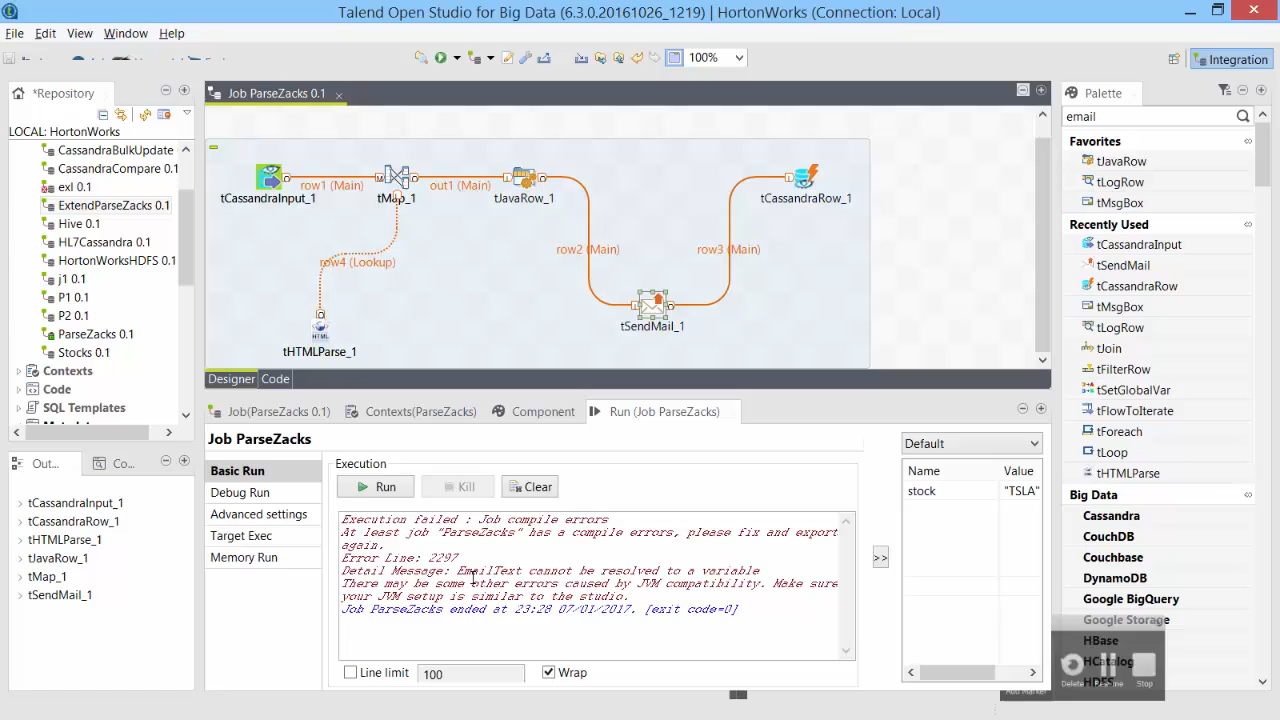 Talend Open Studio for Big Data (6.3.0.20161026_1219) | HortonWorks (Connection: Local)
File Edit View Window Help
100%
Integration
*Repository
LOCAL: HortonWorks
CassandraBulkUpdate
CassandraCompare 0.1
exl 0.1
ExtendParseZacks 0.1
Hive 0.1
HL7Cassandra 0.1
HortonWorksHDFS 0.1
j1 0.1
P1 0.1
P2 0.1
ParseZacks 0.1
Stocks 0.1
Contexts
Code
SQL Templates
Out...
Co...
tCassandraInput_1
tCassandraRow_1
tHTMLParse_1
tJavaRow_1
tMap_1
tSendMail_1
Job ParseZacks 0.1
row1 (Main)
out1 (Main)
tCassandraInput_1
tMap_1
tJavaRow_1
tCassandraRow_1
row2 (Main)
row3 (Main)
row4 (Lookup)
tSendMail_1
HTML
tHTMLParse_1
Designer Code
Job(ParseZacks 0.1)
Contexts(ParseZacks)
Component
Run (Job ParseZacks)
Job ParseZacks
Basic Run
Debug Run
Advanced settings
Target Exec
Memory Run
Execution
Run
Kill
Clear
Execution failed : Job compile errors
At least job "ParseZacks" has a compile errors, please fix and export
again.
Error Line: 2297
Detail Message: EmailText cannot be resolved to a variable
There may be some other errors caused by JVM compatibility. Make sure
your JVM setup is similar to the studio.
Job ParseZacks ended at 23:28 07/01/2017. [exit code=0]
Line limit
100
Wrap
>>
Default
Name Value
stock "TSLA"
Palette
email
Favorites
tJavaRow
tLogRow
tMsgBox
Recently Used
tCassandraInput
tSendMail
tCassandraRow
tMsgBox
tLogRow
tJoin
tFilterRow
tSetGlobalVar
tFlowToIterate
tForeach
tLoop
tHTMLParse
Big Data
Cassandra
CouchDB
Couchbase
DynamoDB
Google BigQuery
Google Storage
HBase
HCatalog
HDFS
Delete
Stop
Add Marker